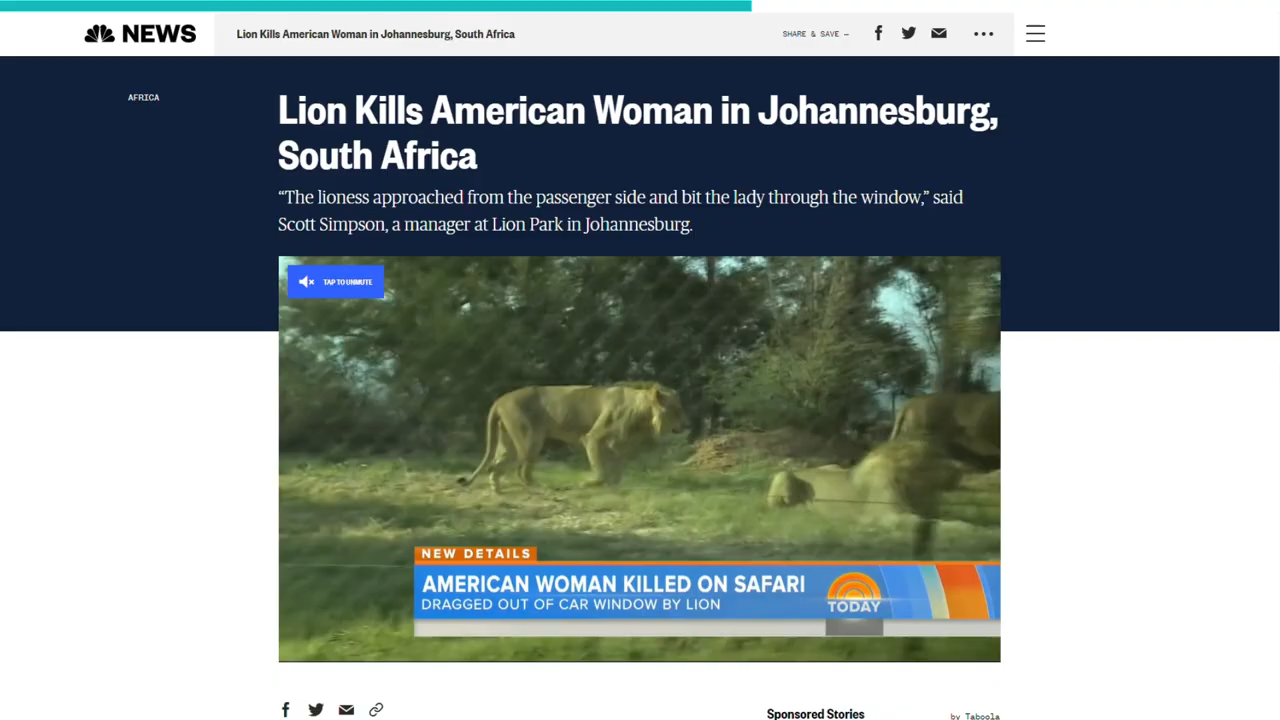 NEWS
Lion Kills American Woman in Johannesburg, South Africa
SHARE & SAVE —
AFRICA
Lion Kills American Woman in Johannesburg,
South Africa
“The lioness approached from the passenger side and bit the lady through the window,” said
Scott Simpson, a manager at Lion Park in Johannesburg.
TAP TO UNMUTE
NEW DETAILS
AMERICAN WOMAN KILLED ON SAFARI
DRAGGED OUT OF CAR WINDOW BY LION
TODAY
Sponsored Stories
by Taboola